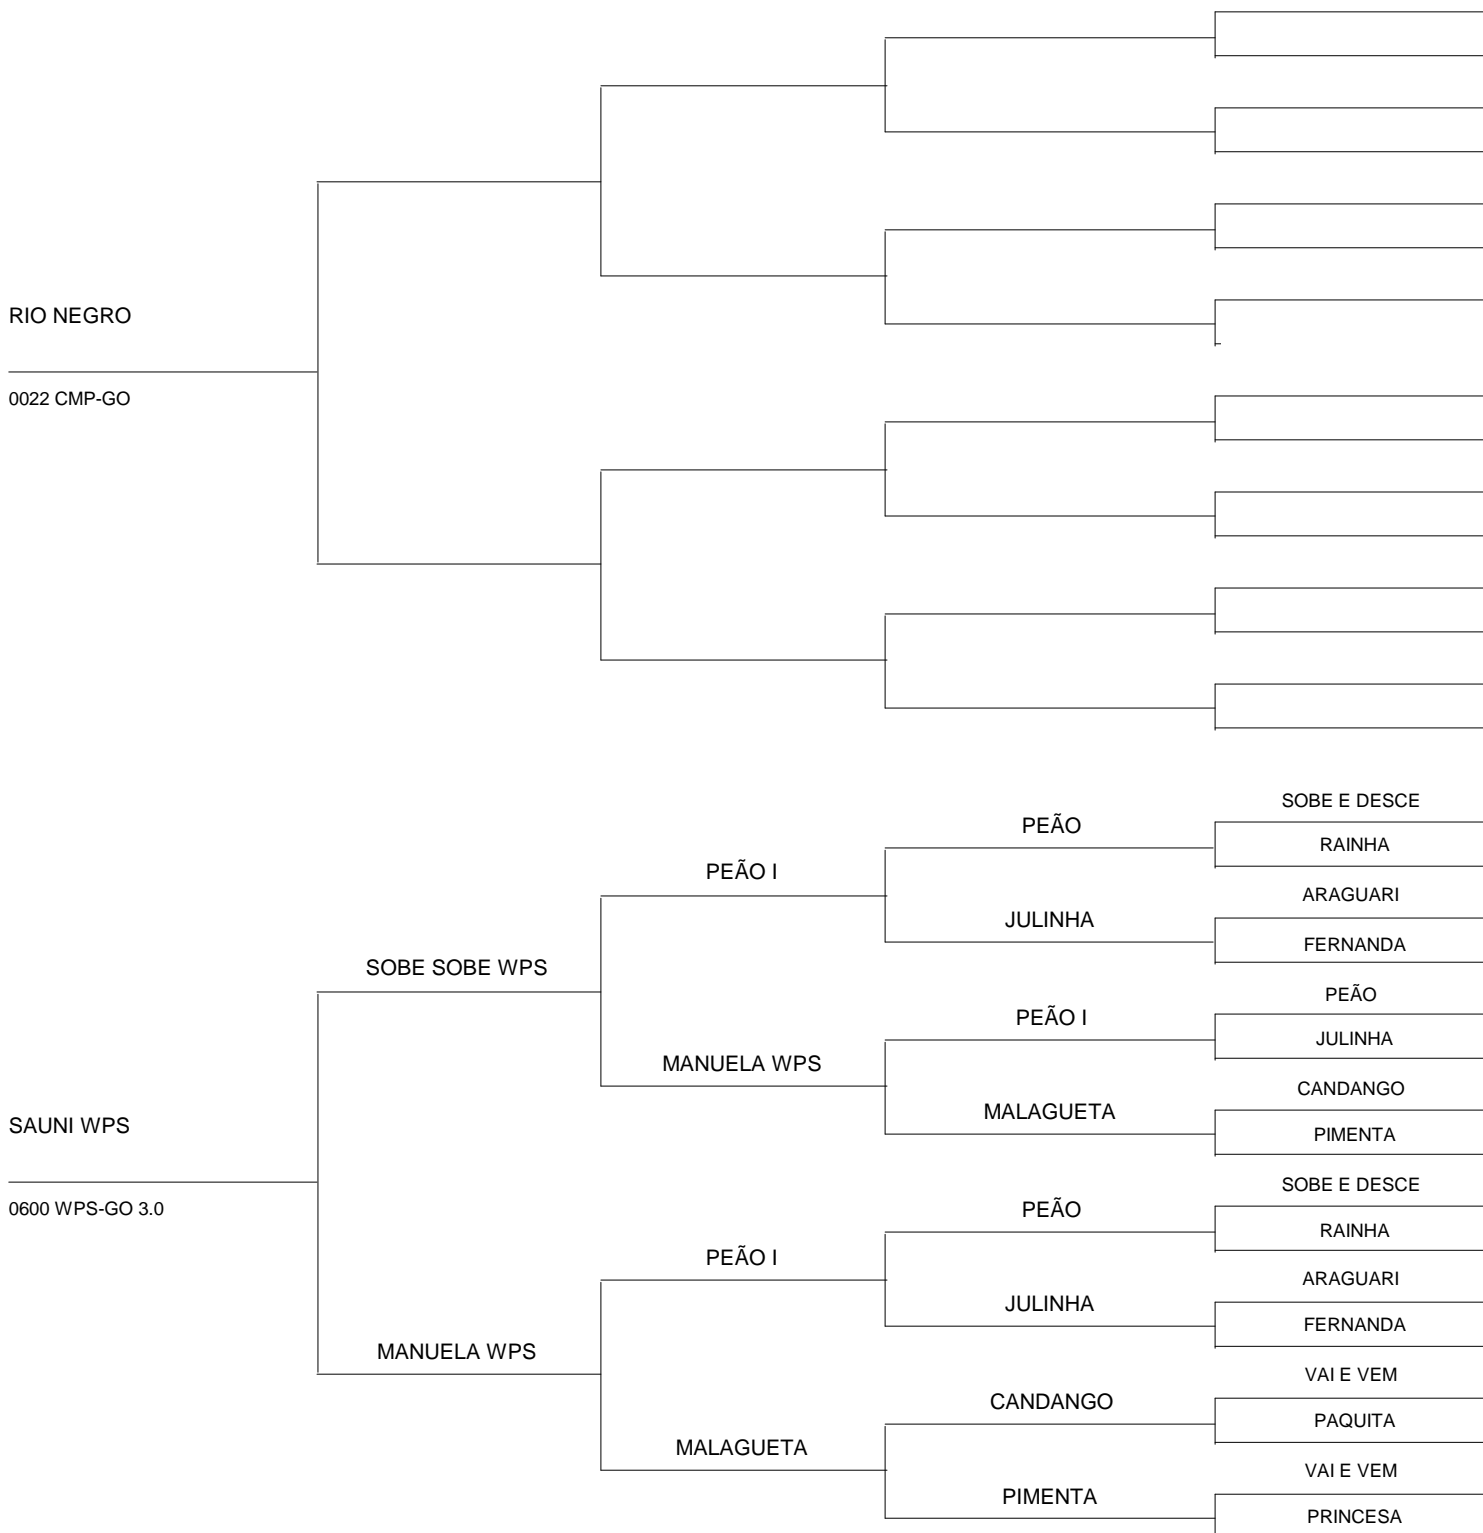 RIO NEGRO
0022 CMP-GO
SOBE E DESCE
PEÃO
RAINHA
PEÃO I
ARAGUARI
JULINHA
FERNANDA
SOBE SOBE WPS
PEÃO
PEÃO I
JULINHA
MANUELA WPS
CANDANGO
MALAGUETA
PIMENTA
SAUNI WPS
0600 WPS-GO 3.0
SOBE E DESCE
PEÃO
RAINHA
PEÃO I
ARAGUARI
JULINHA
FERNANDA
MANUELA WPS
VAI E VEM
CANDANGO
PAQUITA
MALAGUETA
VAI E VEM
PIMENTA
PRINCESA